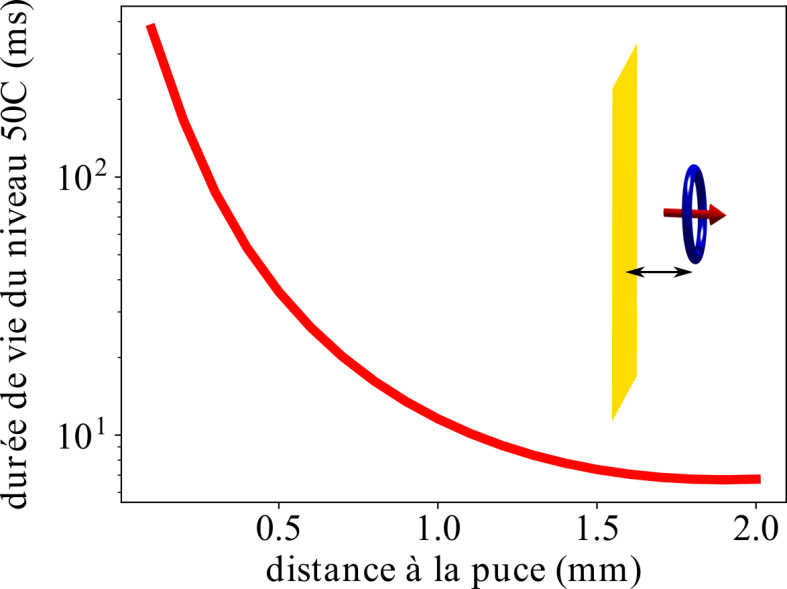 durée de vie du niveau 50C (ms)
10²
10¹
0.5 1.0 1.5 2.0
distance à la puce (mm)